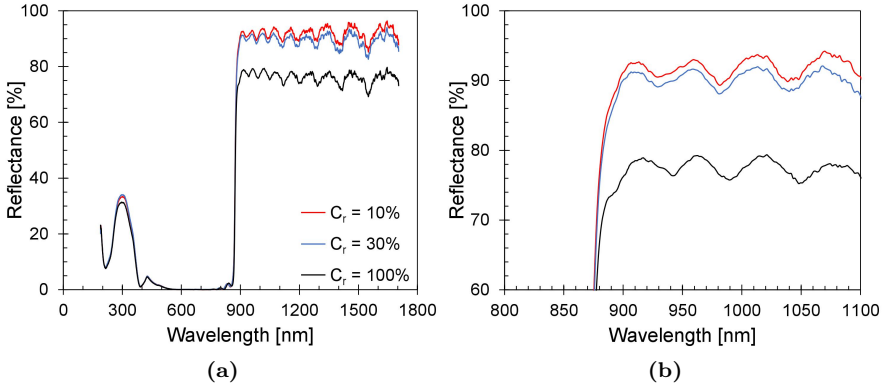 100
80
60
40
20
0
Reflectance [%]
0 300 600 900 1200 1500 1800
Wavelength [nm]
Cr = 10%
Cr = 30%
Cr = 100%
(a)
100
90
80
70
60
Reflectance [%]
800 850 900 950 1000 1050 1100
Wavelength [nm]
(b)